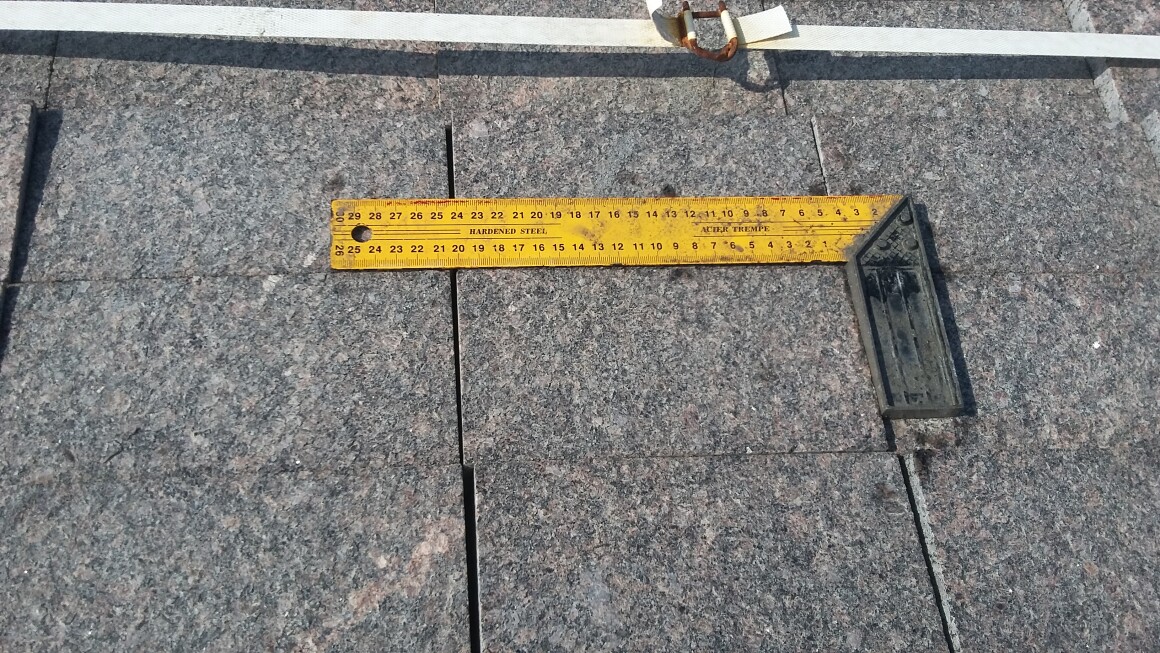 30 29 28 27 26 25 24 23 22 21 20 19 18 17 16 15 14 13 12 11 10 9 8 7 6 5 4 3 2
HARDENED STEEL ACIER TREMPE
26 25 24 23 22 21 20 19 18 17 16 15 14 13 12 11 10 9 8 7 6 5 4 3 2 1